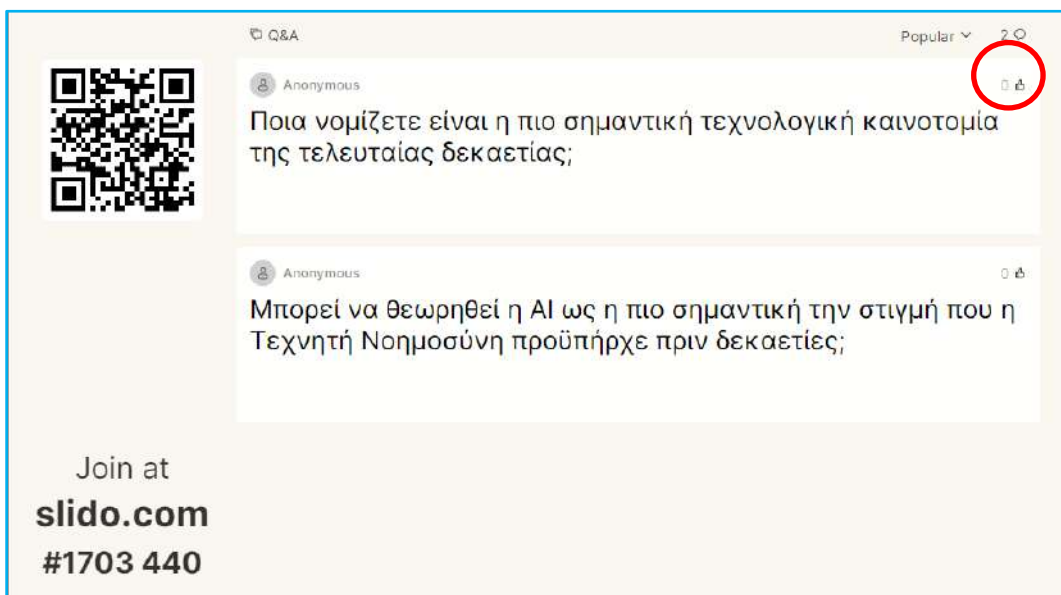 Q&A
Popular 2
Anonymous 0
Ποια νομίζετε είναι η πιο σημαντική τεχνολογική καινοτομία
της τελευταίας δεκαετίας;
Anonymous 0
Μπορεί να θεωρηθεί η AI ως η πιο σημαντική την στιγμή που η
Τεχνητή Νοημοσύνη προϋπήρχε πριν δεκαετίες;
Join at
slido.com
#1703 440